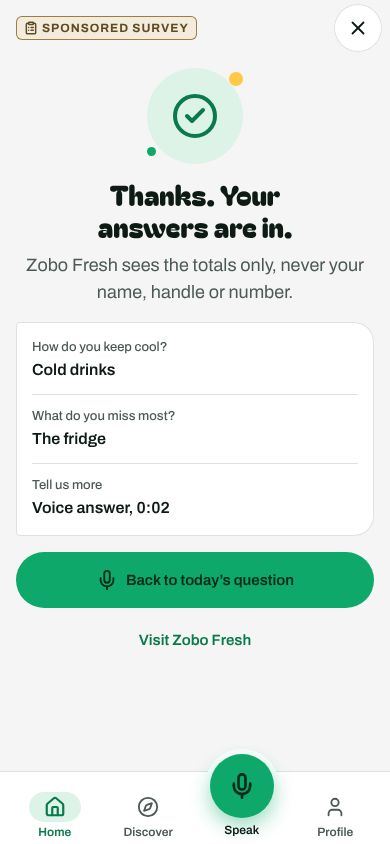 SPONSORED SURVEY
Thanks. Your
answers are in.
Zobo Fresh sees the totals only, never your
name, handle or number.
How do you keep cool?
Cold drinks
What do you miss most?
The fridge
Tell us more
Voice answer, 0:02
Back to today’s question
Visit Zobo Fresh
Home
Discover
Speak
Profile